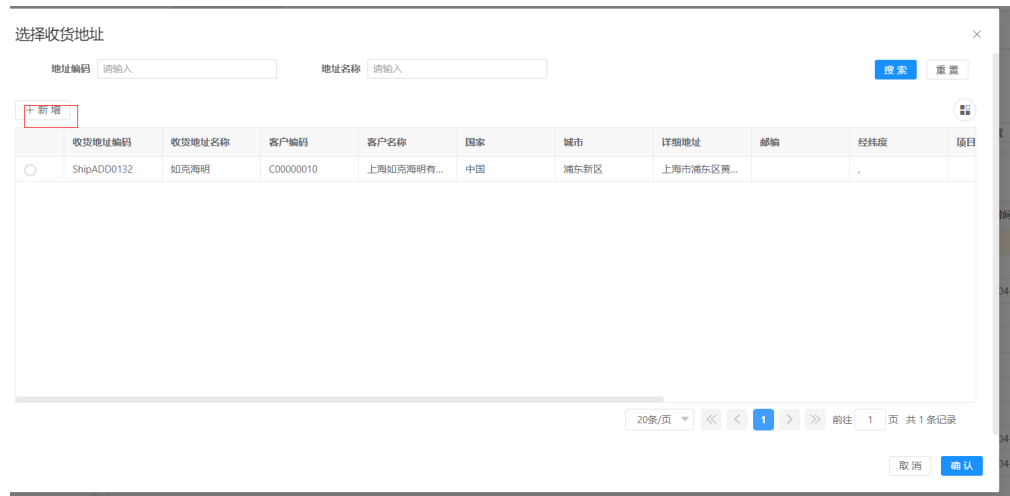 选择收货地址
地址编码 请输入 地址名称 请输入 搜索 重置
+ 新增
收货地址编码 收货地址名称 客户编码 客户名称 国家 城市 详细地址 邮编 经纬度 项目
ShipADD0132 如克海明 C00000010 上海如克海明有... 中国 浦东新区 上海市浦东区黄... ,
20条/页 1 前往 1 页 共 1 条记录
取消 确认